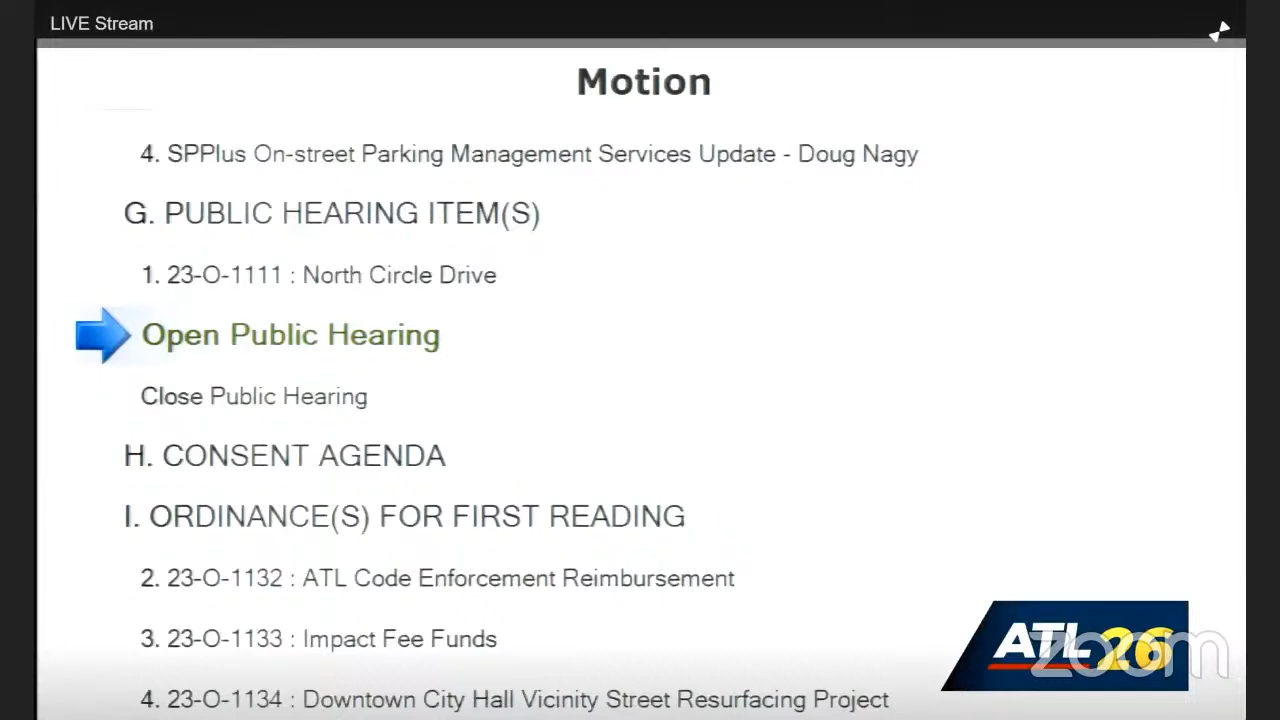 LIVE Stream
Motion
4. SPPlus On-street Parking Management Services Update - Doug Nagy
G. PUBLIC HEARING ITEM(S)
1. 23-O-1111 : North Circle Drive
Open Public Hearing
Close Public Hearing
H. CONSENT AGENDA
I. ORDINANCE(S) FOR FIRST READING
2. 23-O-1132 : ATL Code Enforcement Reimbursement
3. 23-O-1133 : Impact Fee Funds
4. 23-O-1134 : Downtown City Hall Vicinity Street Resurfacing Project
ATL 26
zoom